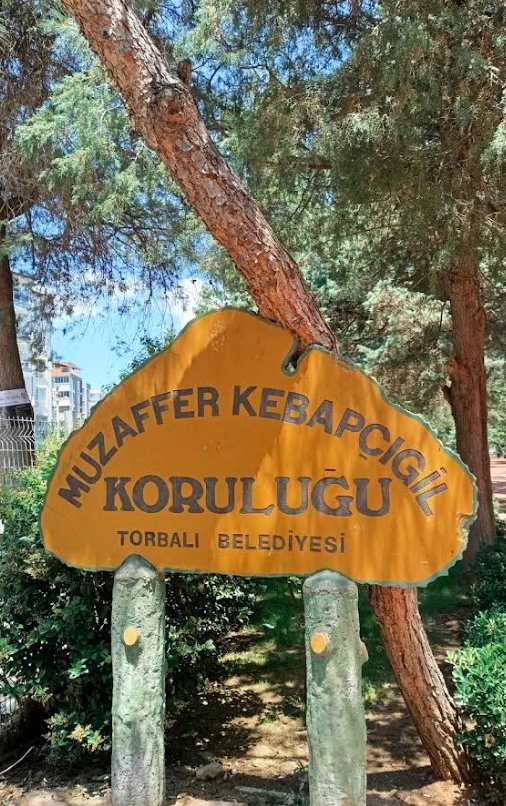 MUZAFFER KEBAPÇIGİL
KORULUĞU
TORBALI BELEDİYESİ